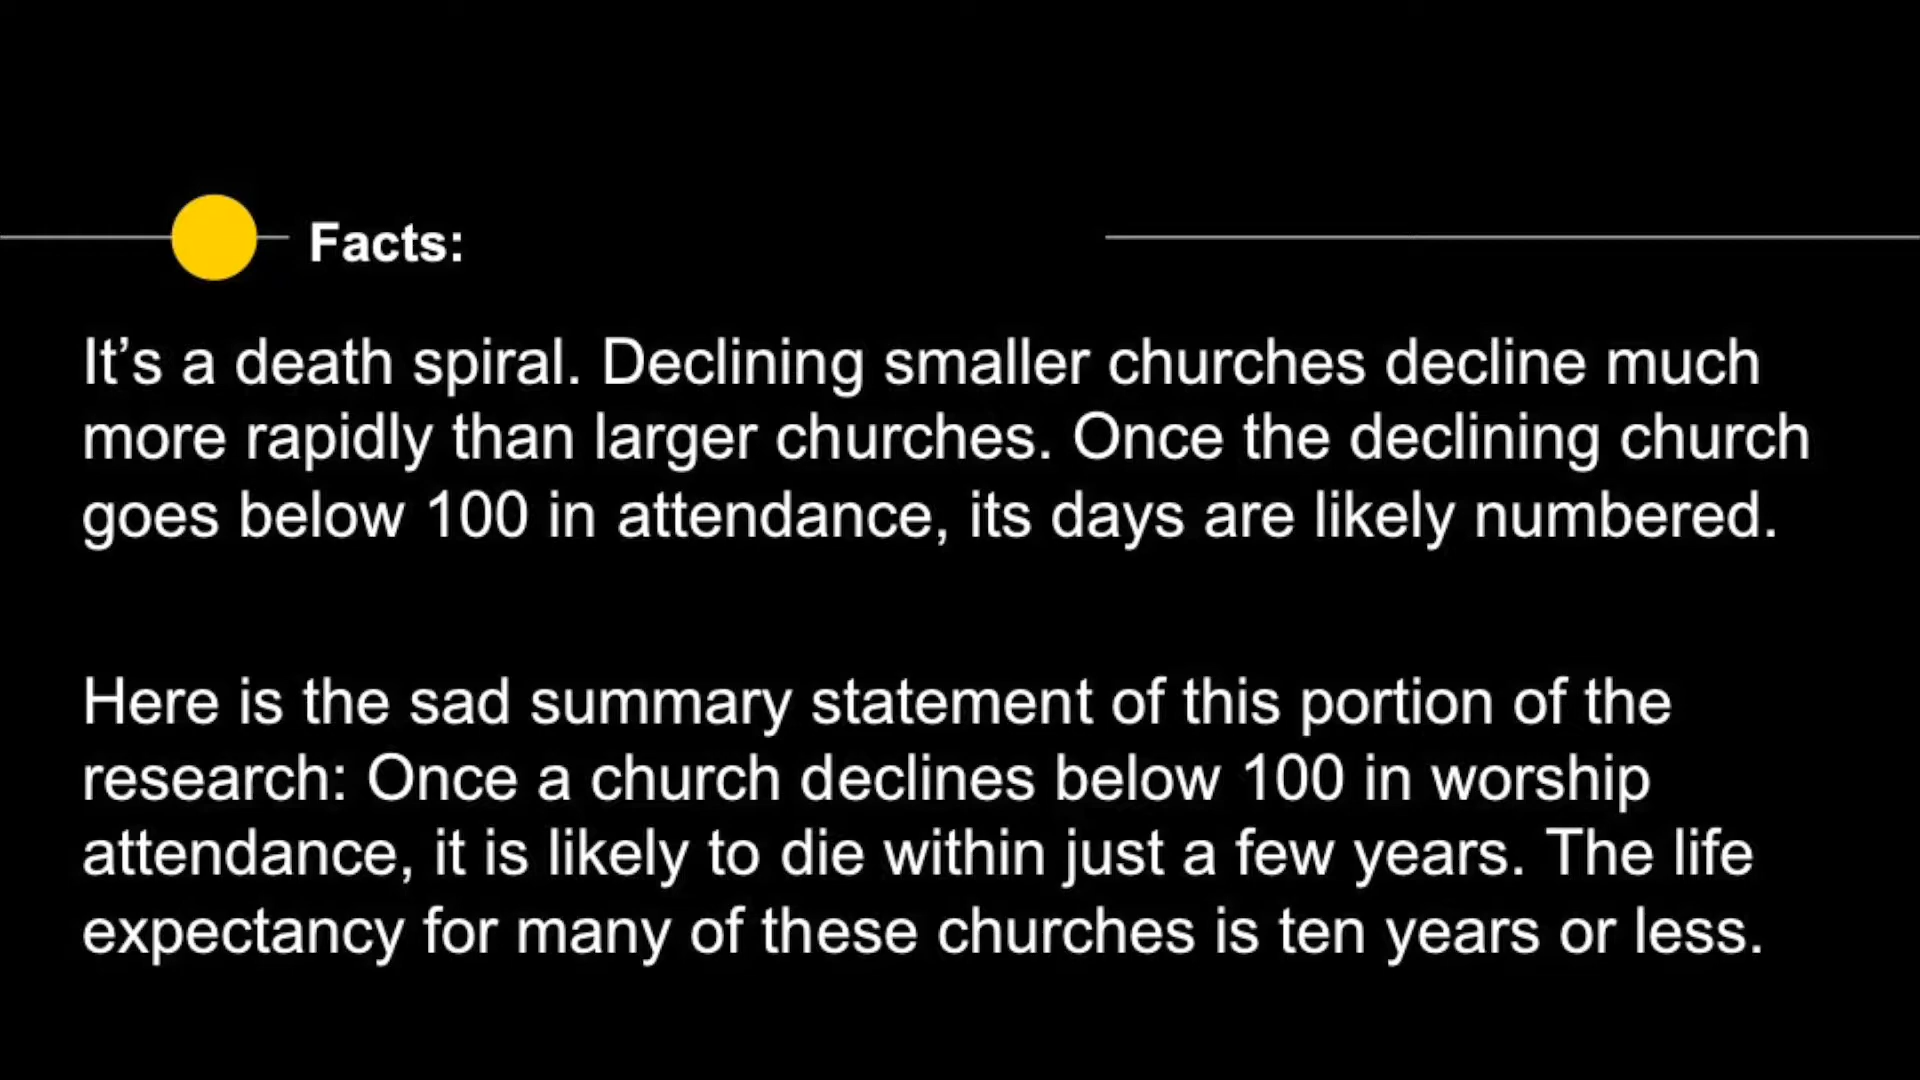 Facts:
It’s a death spiral. Declining smaller churches decline much
more rapidly than larger churches. Once the declining church
goes below 100 in attendance, its days are likely numbered.
Here is the sad summary statement of this portion of the
research: Once a church declines below 100 in worship
attendance, it is likely to die within just a few years. The life
expectancy for many of these churches is ten years or less.